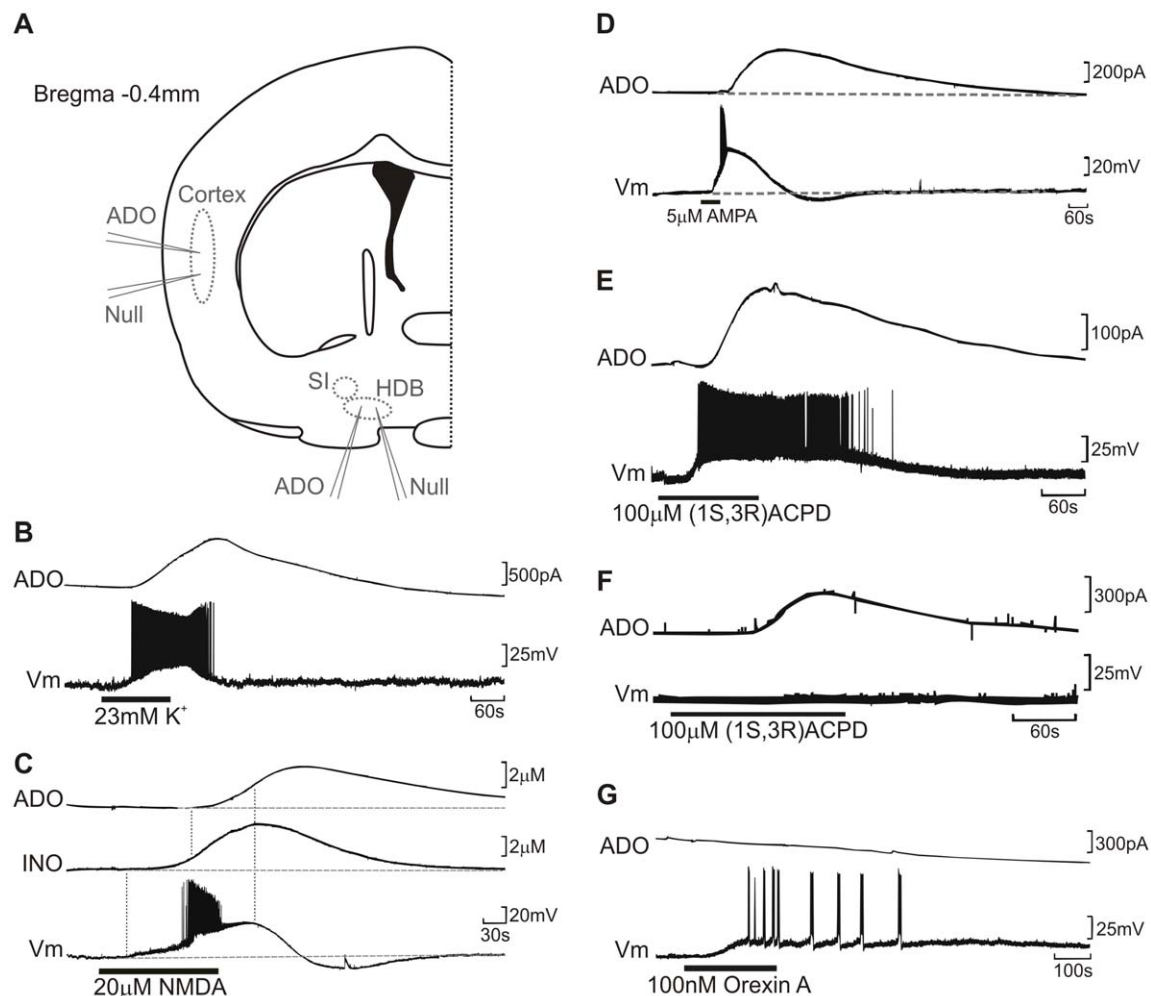 A
Bregma -0.4mm
Cortex
ADO
Null
SI
HDB
ADO
Null
B
ADO
500pA
25mV
Vm
60s
23mM K⁺
C
ADO
2µM
INO
2µM
20mV
30s
Vm
20µM NMDA
D
ADO
200pA
20mV
Vm
5µM AMPA
60s
E
100pA
ADO
25mV
Vm
60s
100µM (1S,3R)ACPD
F
300pA
ADO
25mV
Vm
60s
100µM (1S,3R)ACPD
G
ADO
300pA
25mV
Vm
100s
100nM Orexin A